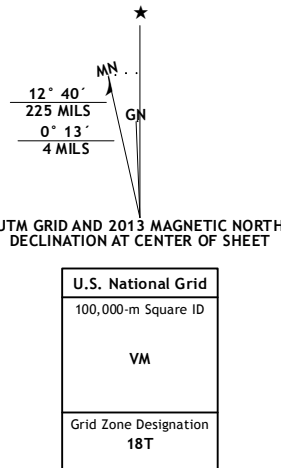 MN
GN
12° 40´
225 MILS
0° 13´
4 MILS
UTM GRID AND 2013 MAGNETIC NORTH
DECLINATION AT CENTER OF SHEET
U.S. National Grid
100,000-m Square ID
VM
Grid Zone Designation
18T